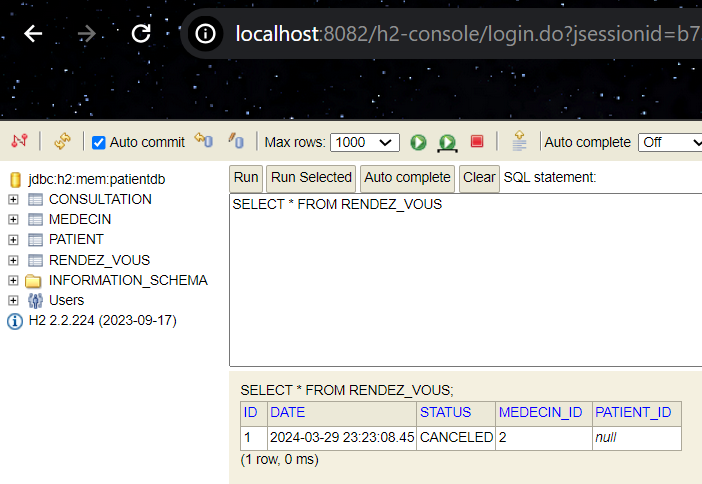 localhost:8082/h2-console/login.do?jsessionid=b7
Auto commit Max rows: 1000 Auto complete Off
jdbc:h2:mem:patientdb
CONSULTATION
MEDECIN
PATIENT
RENDEZ_VOUS
INFORMATION_SCHEMA
Users
H2 2.2.224 (2023-09-17)
Run Run Selected Auto complete Clear SQL statement:
SELECT * FROM RENDEZ_VOUS
SELECT * FROM RENDEZ_VOUS;
ID DATE STATUS MEDECIN_ID PATIENT_ID
1 2024-03-29 23:23:08.45 CANCELED 2 null
(1 row, 0 ms)